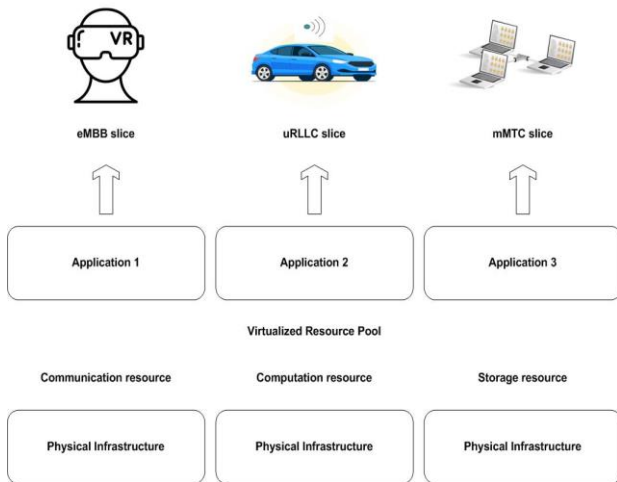 VR
eMBB slice
uRLLC slice
mMTC slice
Application 1
Application 2
Application 3
Virtualized Resource Pool
Communication resource
Computation resource
Storage resource
Physical Infrastructure
Physical Infrastructure
Physical Infrastructure